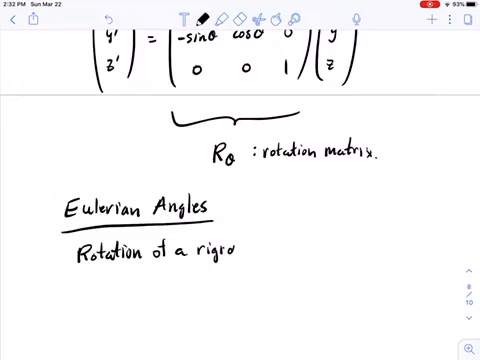 2:32 PM Sun Mar 22
93%
y' = -sinθ cosθ 0 y
z' 0 0 1 z
Rθ : rotation matrix.
Eulerian Angles
Rotation of a rigid
8
/
10